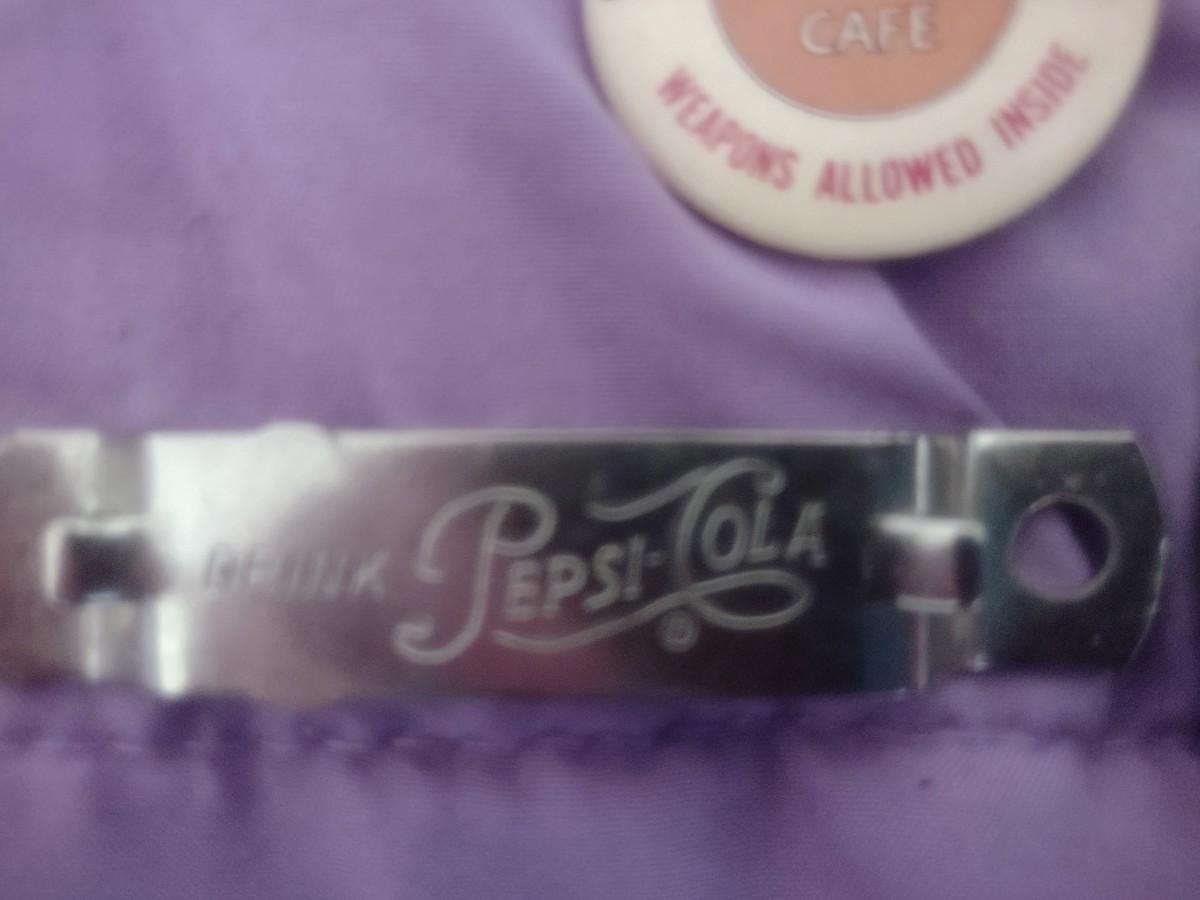 CAFE
WEAPONS ALLOWED INSIDE
DRINK PEPSI-COLA ®